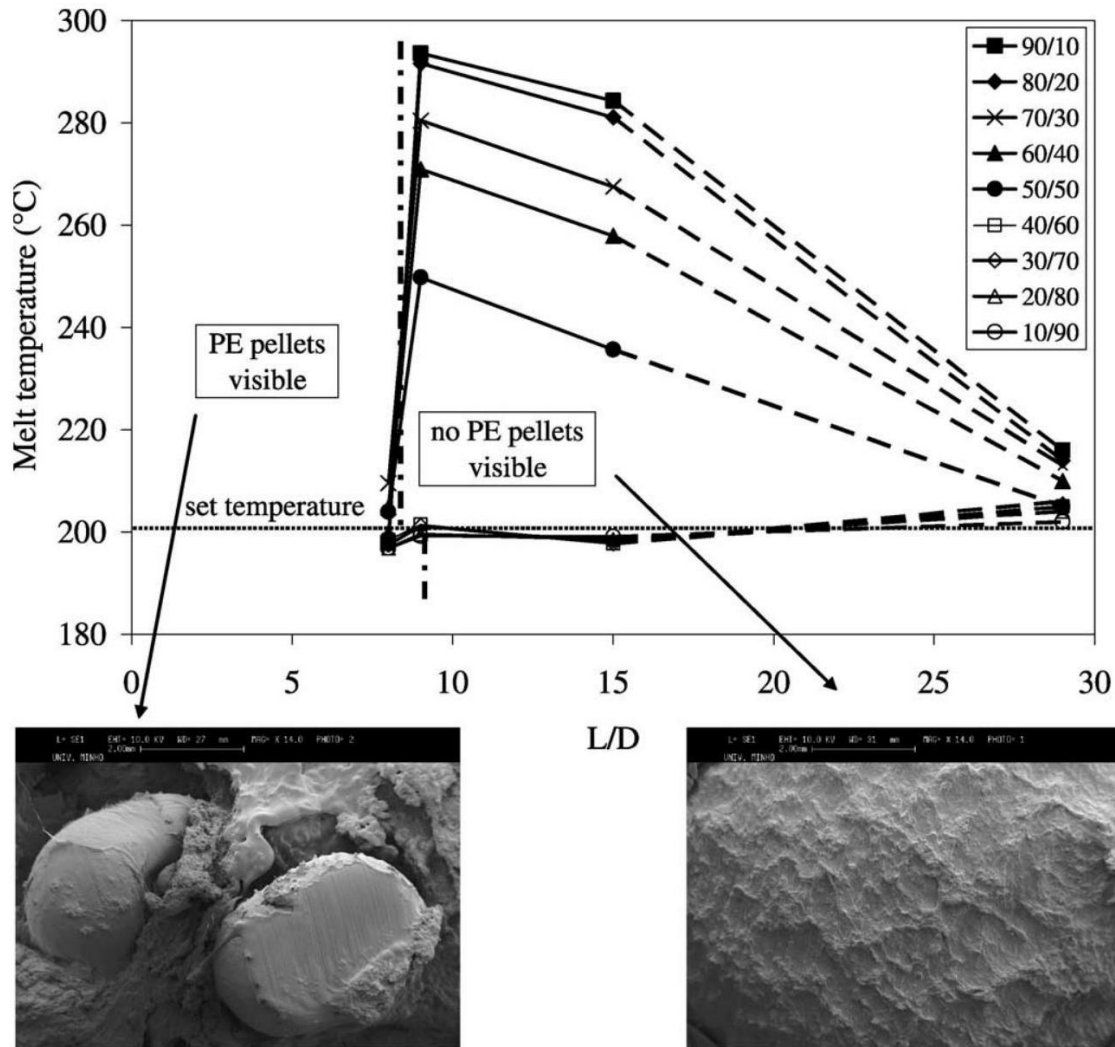 300
280
260
240
220
200
180
Melt temperature (°C)
90/10
80/20
70/30
60/40
50/50
40/60
30/70
20/80
10/90
PE pellets
visible
no PE pellets
visible
set temperature
0
5
10
15
20
25
30
L/D
L= SE1 EHT= 10.0 KV WD= 27 mm MAG= X 14.0 PHOTO= 2
2.00mm
UNIV. MINHO
L= SE1 EHT= 10.0 KV WD= 31 mm MAG= X 14.0 PHOTO= 1
2.00mm
UNIV. MINHO